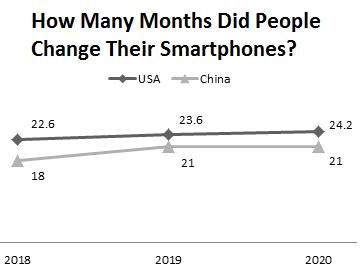 How Many Months Did People
Change Their Smartphones?
USA China
22.6 23.6 24.2
18 21 21
2018 2019 2020